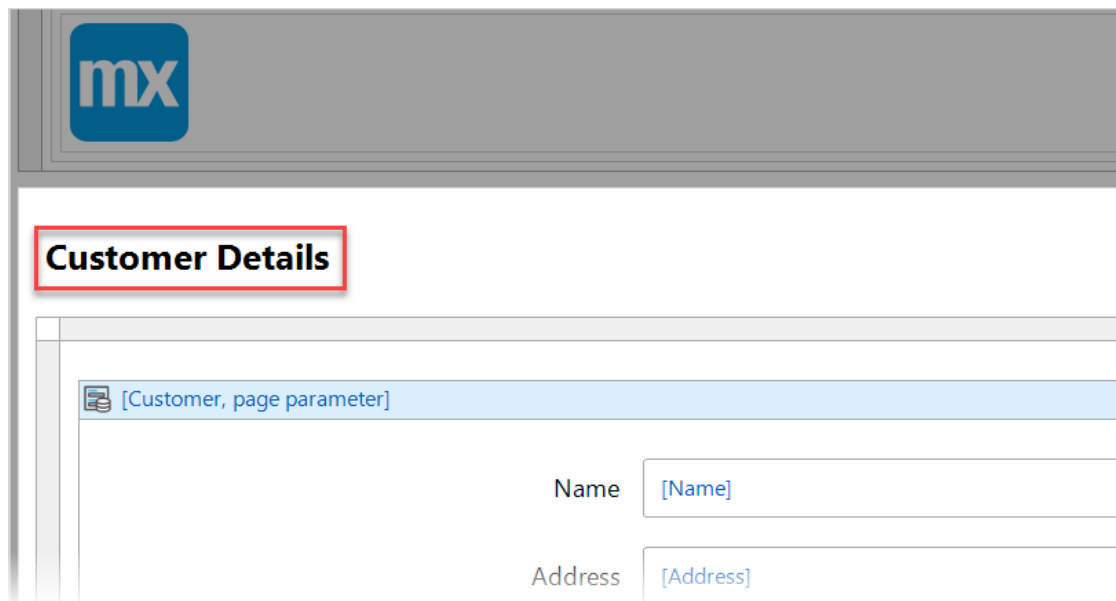 mx
Customer Details
[Customer, page parameter]
Name [Name]
Address [Address]